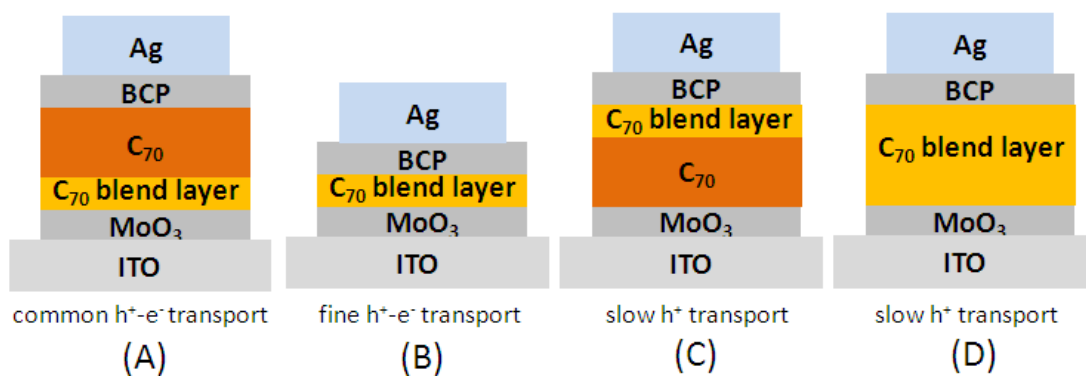 Ag
BCP
C₇₀
C₇₀ blend layer
MoO₃
ITO
common h⁺-e⁻ transport
(A)
Ag
BCP
C₇₀ blend layer
MoO₃
ITO
fine h⁺-e⁻ transport
(B)
Ag
BCP
C₇₀ blend layer
C₇₀
MoO₃
ITO
slow h⁺ transport
(C)
Ag
BCP
C₇₀ blend layer
MoO₃
ITO
slow h⁺ transport
(D)